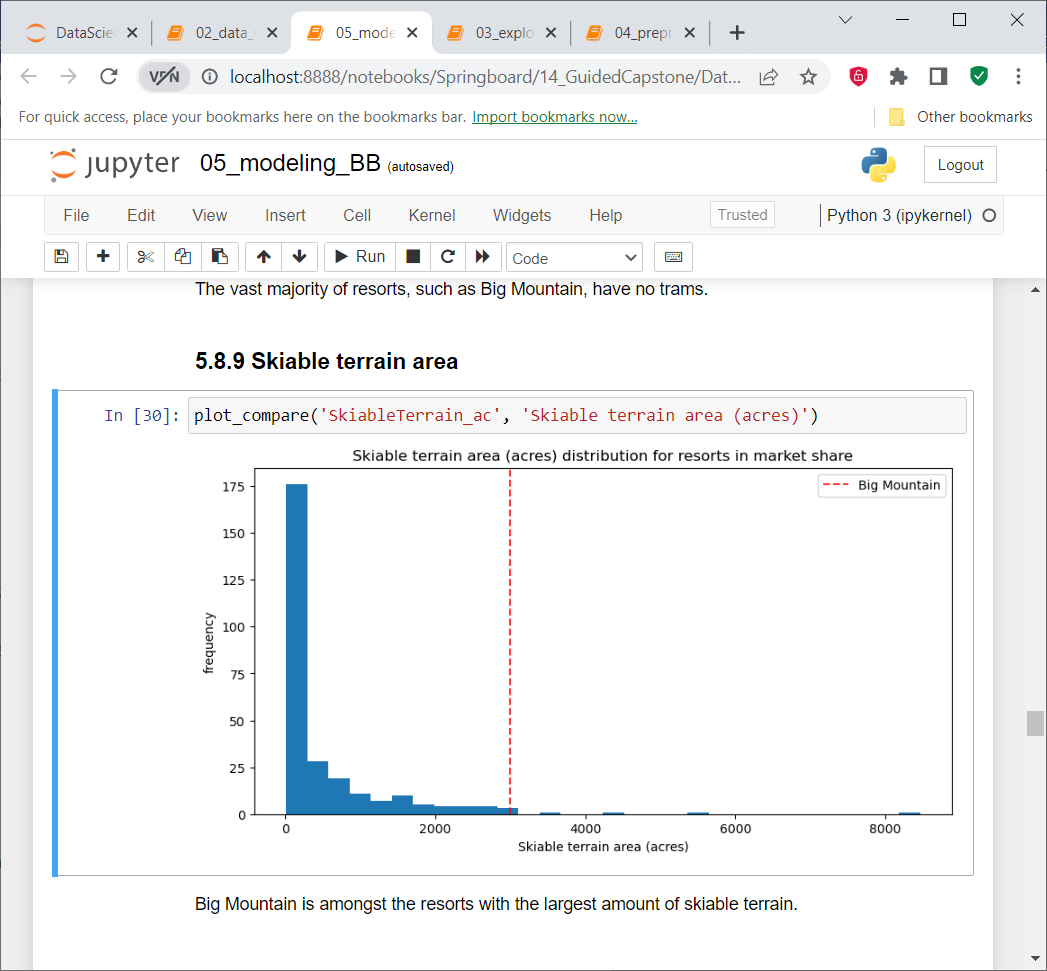 DataScie
02_data_
05_mode
03_explo
04_prepr
VPN
localhost:8888/notebooks/Springboard/14_GuidedCapstone/Dat...
For quick access, place your bookmarks here on the bookmarks bar. Import bookmarks now...
Other bookmarks
jupyter 05_modeling_BB (autosaved)
Logout
File Edit View Insert Cell Kernel Widgets Help
Trusted
Python 3 (ipykernel)
Run
Code
The vast majority of resorts, such as Big Mountain, have no trams.
5.8.9 Skiable terrain area
In [30]: plot_compare('SkiableTerrain_ac', 'Skiable terrain area (acres)')
Skiable terrain area (acres) distribution for resorts in market share
Big Mountain
175
150
125
100
75
50
25
0
frequency
0 2000 4000 6000 8000
Skiable terrain area (acres)
Big Mountain is amongst the resorts with the largest amount of skiable terrain.